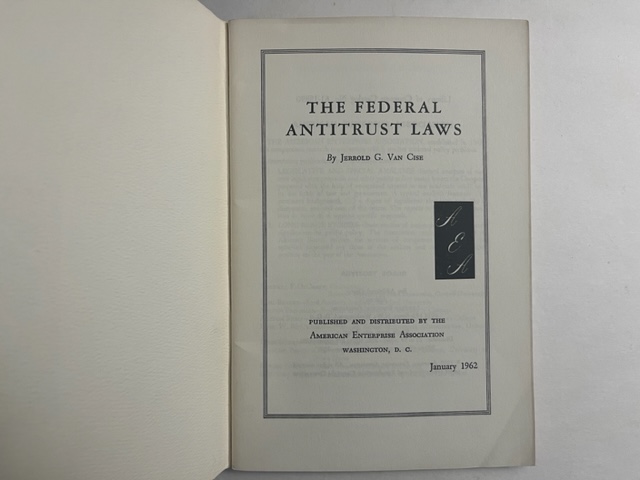 THE FEDERAL
ANTITRUST LAWS
By Jerrold G. Van Cise
A
E
A
PUBLISHED AND DISTRIBUTED BY THE
American Enterprise Association
WASHINGTON, D. C.
January 1962